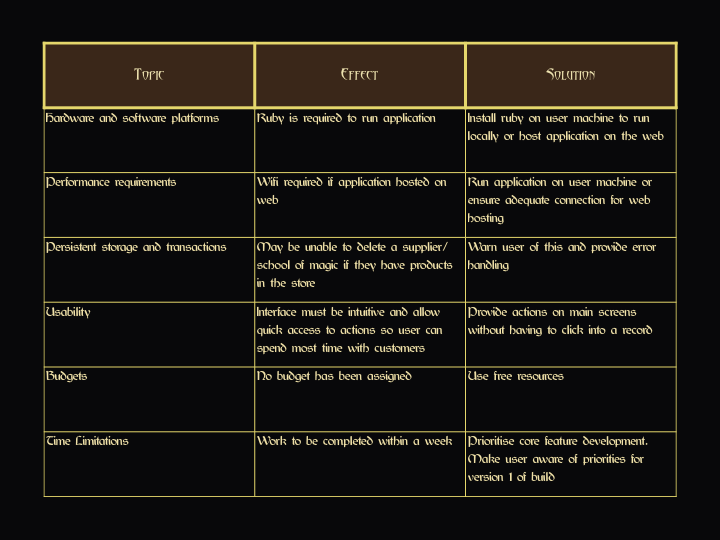 Topic Effect Solution
Hardware and software platforms
Ruby is required to run application
Install ruby on user machine to run
locally or host application on the web
Performance requirements
Wifi required if application hosted on
web
Run application on user machine or
ensure adequate connection for web
hosting
Persistent storage and transactions
May be unable to delete a supplier/
school of magic if they have products
in the store
Warn user of this and provide error
handling
Usability
Interface must be intuitive and allow
quick access to actions so user can
spend most time with customers
Provide actions on main screens
without having to click into a record
Budgets
No budget has been assigned
Use free resources
Time Limitations
Work to be completed within a week
Prioritise core feature development.
Make user aware of priorities for
version 1 of build